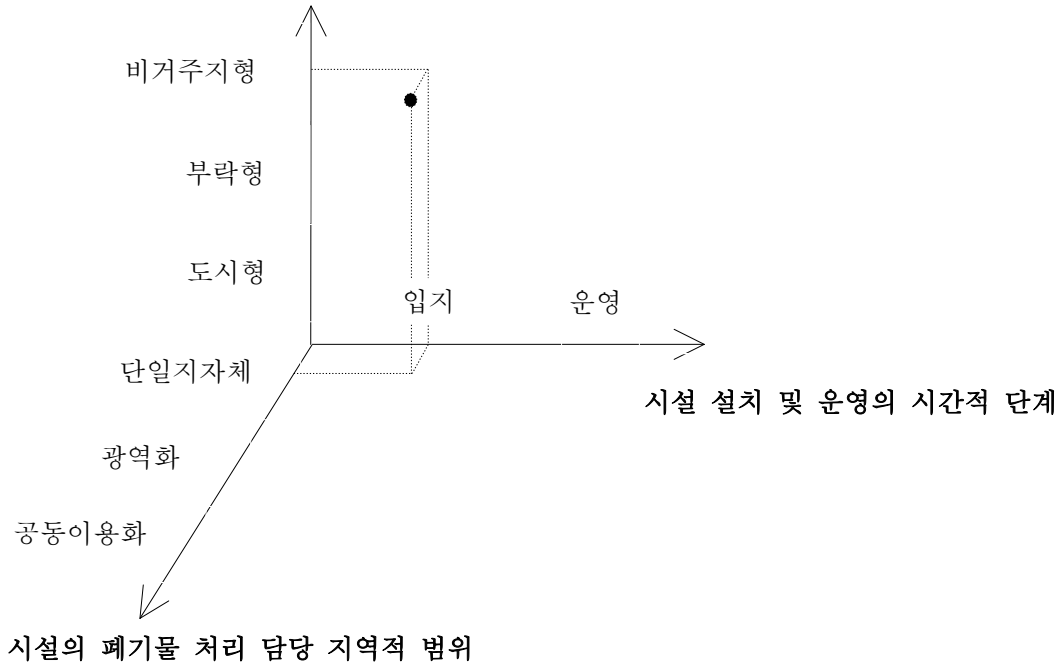 비거주지형
부락형
도시형
입지 운영
단일지자체
시설 설치 및 운영의 시간적 단계
광역화
공동이용화
시설의 폐기물 처리 담당 지역적 범위